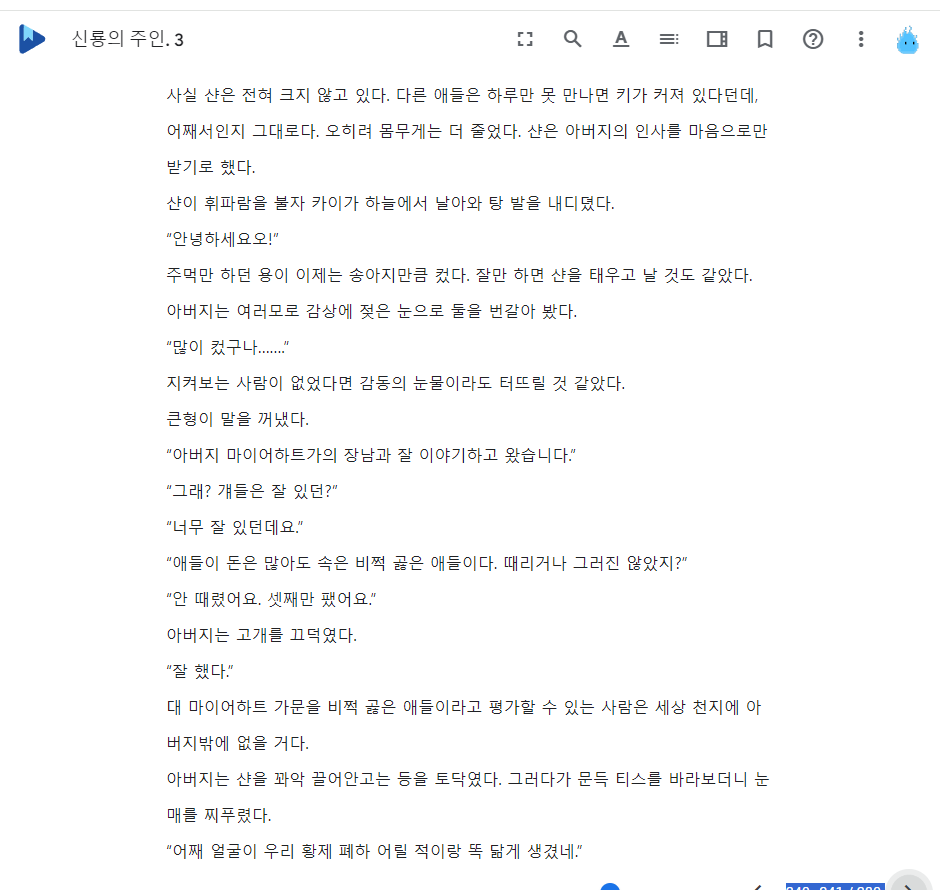 신룡의 주인. 3
사실 샨은 전혀 크지 않고 있다. 다른 애들은 하루만 못 만나면 키가 커져 있다던데,
어째서인지 그대로다. 오히려 몸무게는 더 줄었다. 샨은 아버지의 인사를 마음으로만
받기로 했다.
샨이 휘파람을 불자 카이가 하늘에서 날아와 탕 발을 내디뎠다.
“안녕하세요오!”
주먹만 하던 용이 이제는 송아지만큼 컸다. 잘만 하면 샨을 태우고 날 것도 같았다.
아버지는 여러모로 감상에 젖은 눈으로 둘을 번갈아 봤다.
“많이 컸구나…….”
지켜보는 사람이 없었다면 감동의 눈물이라도 터뜨릴 것 같았다.
큰형이 말을 꺼냈다.
“아버지 마이어하트가의 장남과 잘 이야기하고 왔습니다.”
“그래? 걔들은 잘 있던?”
“너무 잘 있던데요.”
“애들이 돈은 많아도 속은 비쩍 곯은 애들이다. 때리거나 그러진 않았지?”
“안 때렸어요. 셋째만 팼어요.”
아버지는 고개를 끄덕였다.
“잘 했다.”
대 마이어하트 가문을 비쩍 곯은 애들이라고 평가할 수 있는 사람은 세상 천지에 아
버지밖에 없을 거다.
아버지는 샨을 꽈악 끌어안고는 등을 토닥였다. 그러다가 문득 티스를 바라보더니 눈
매를 찌푸렸다.
“어째 얼굴이 우리 황제 폐하 어릴 적이랑 똑 닮게 생겼네.”